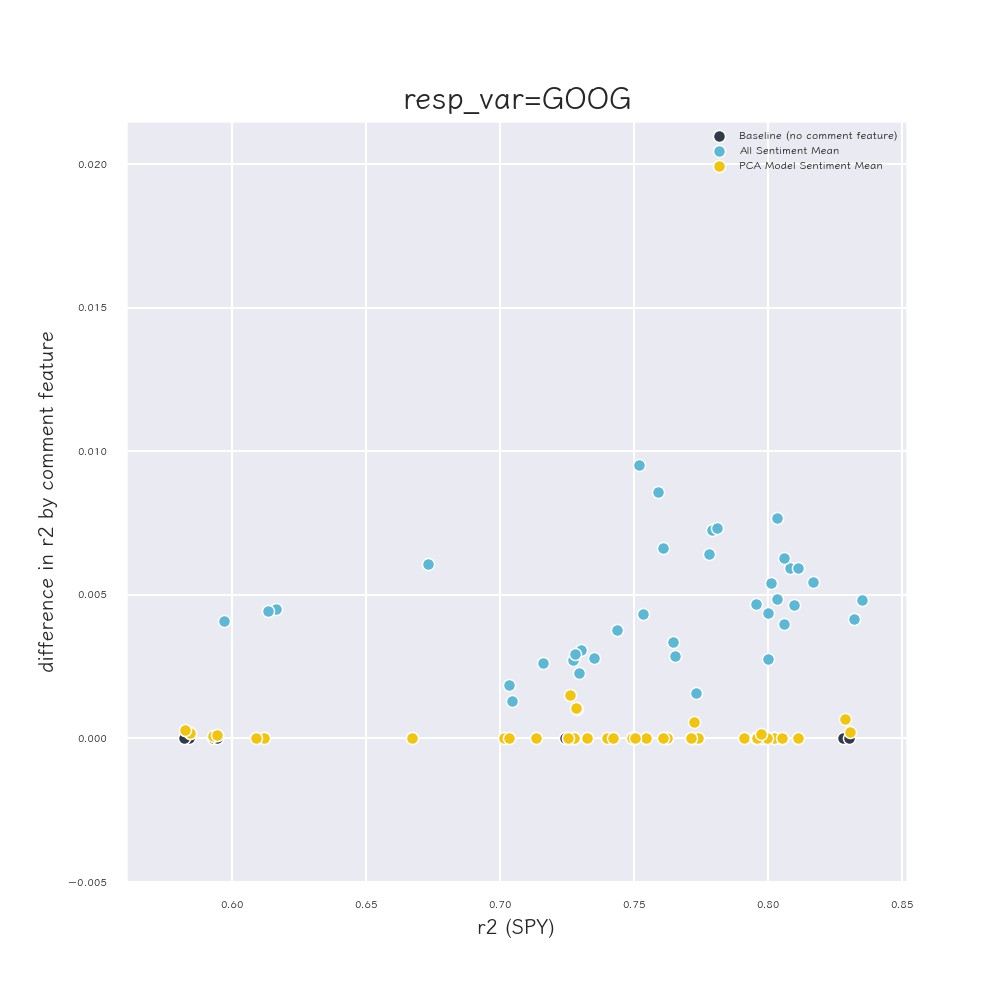 resp_var=GOOG
Baseline (no comment feature)
All Sentiment Mean
PCA Model Sentiment Mean
0.020
0.015
0.010
0.005
0.000
−0.005
difference in r2 by comment feature
0.60 0.65 0.70 0.75 0.80 0.85
r2 (SPY)